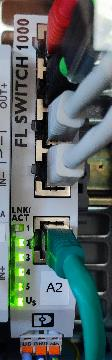 FL SWITCH 1000
OUT+
IN-
LNK/
ACT
1
2
3
4
5
Us
A2
IN+